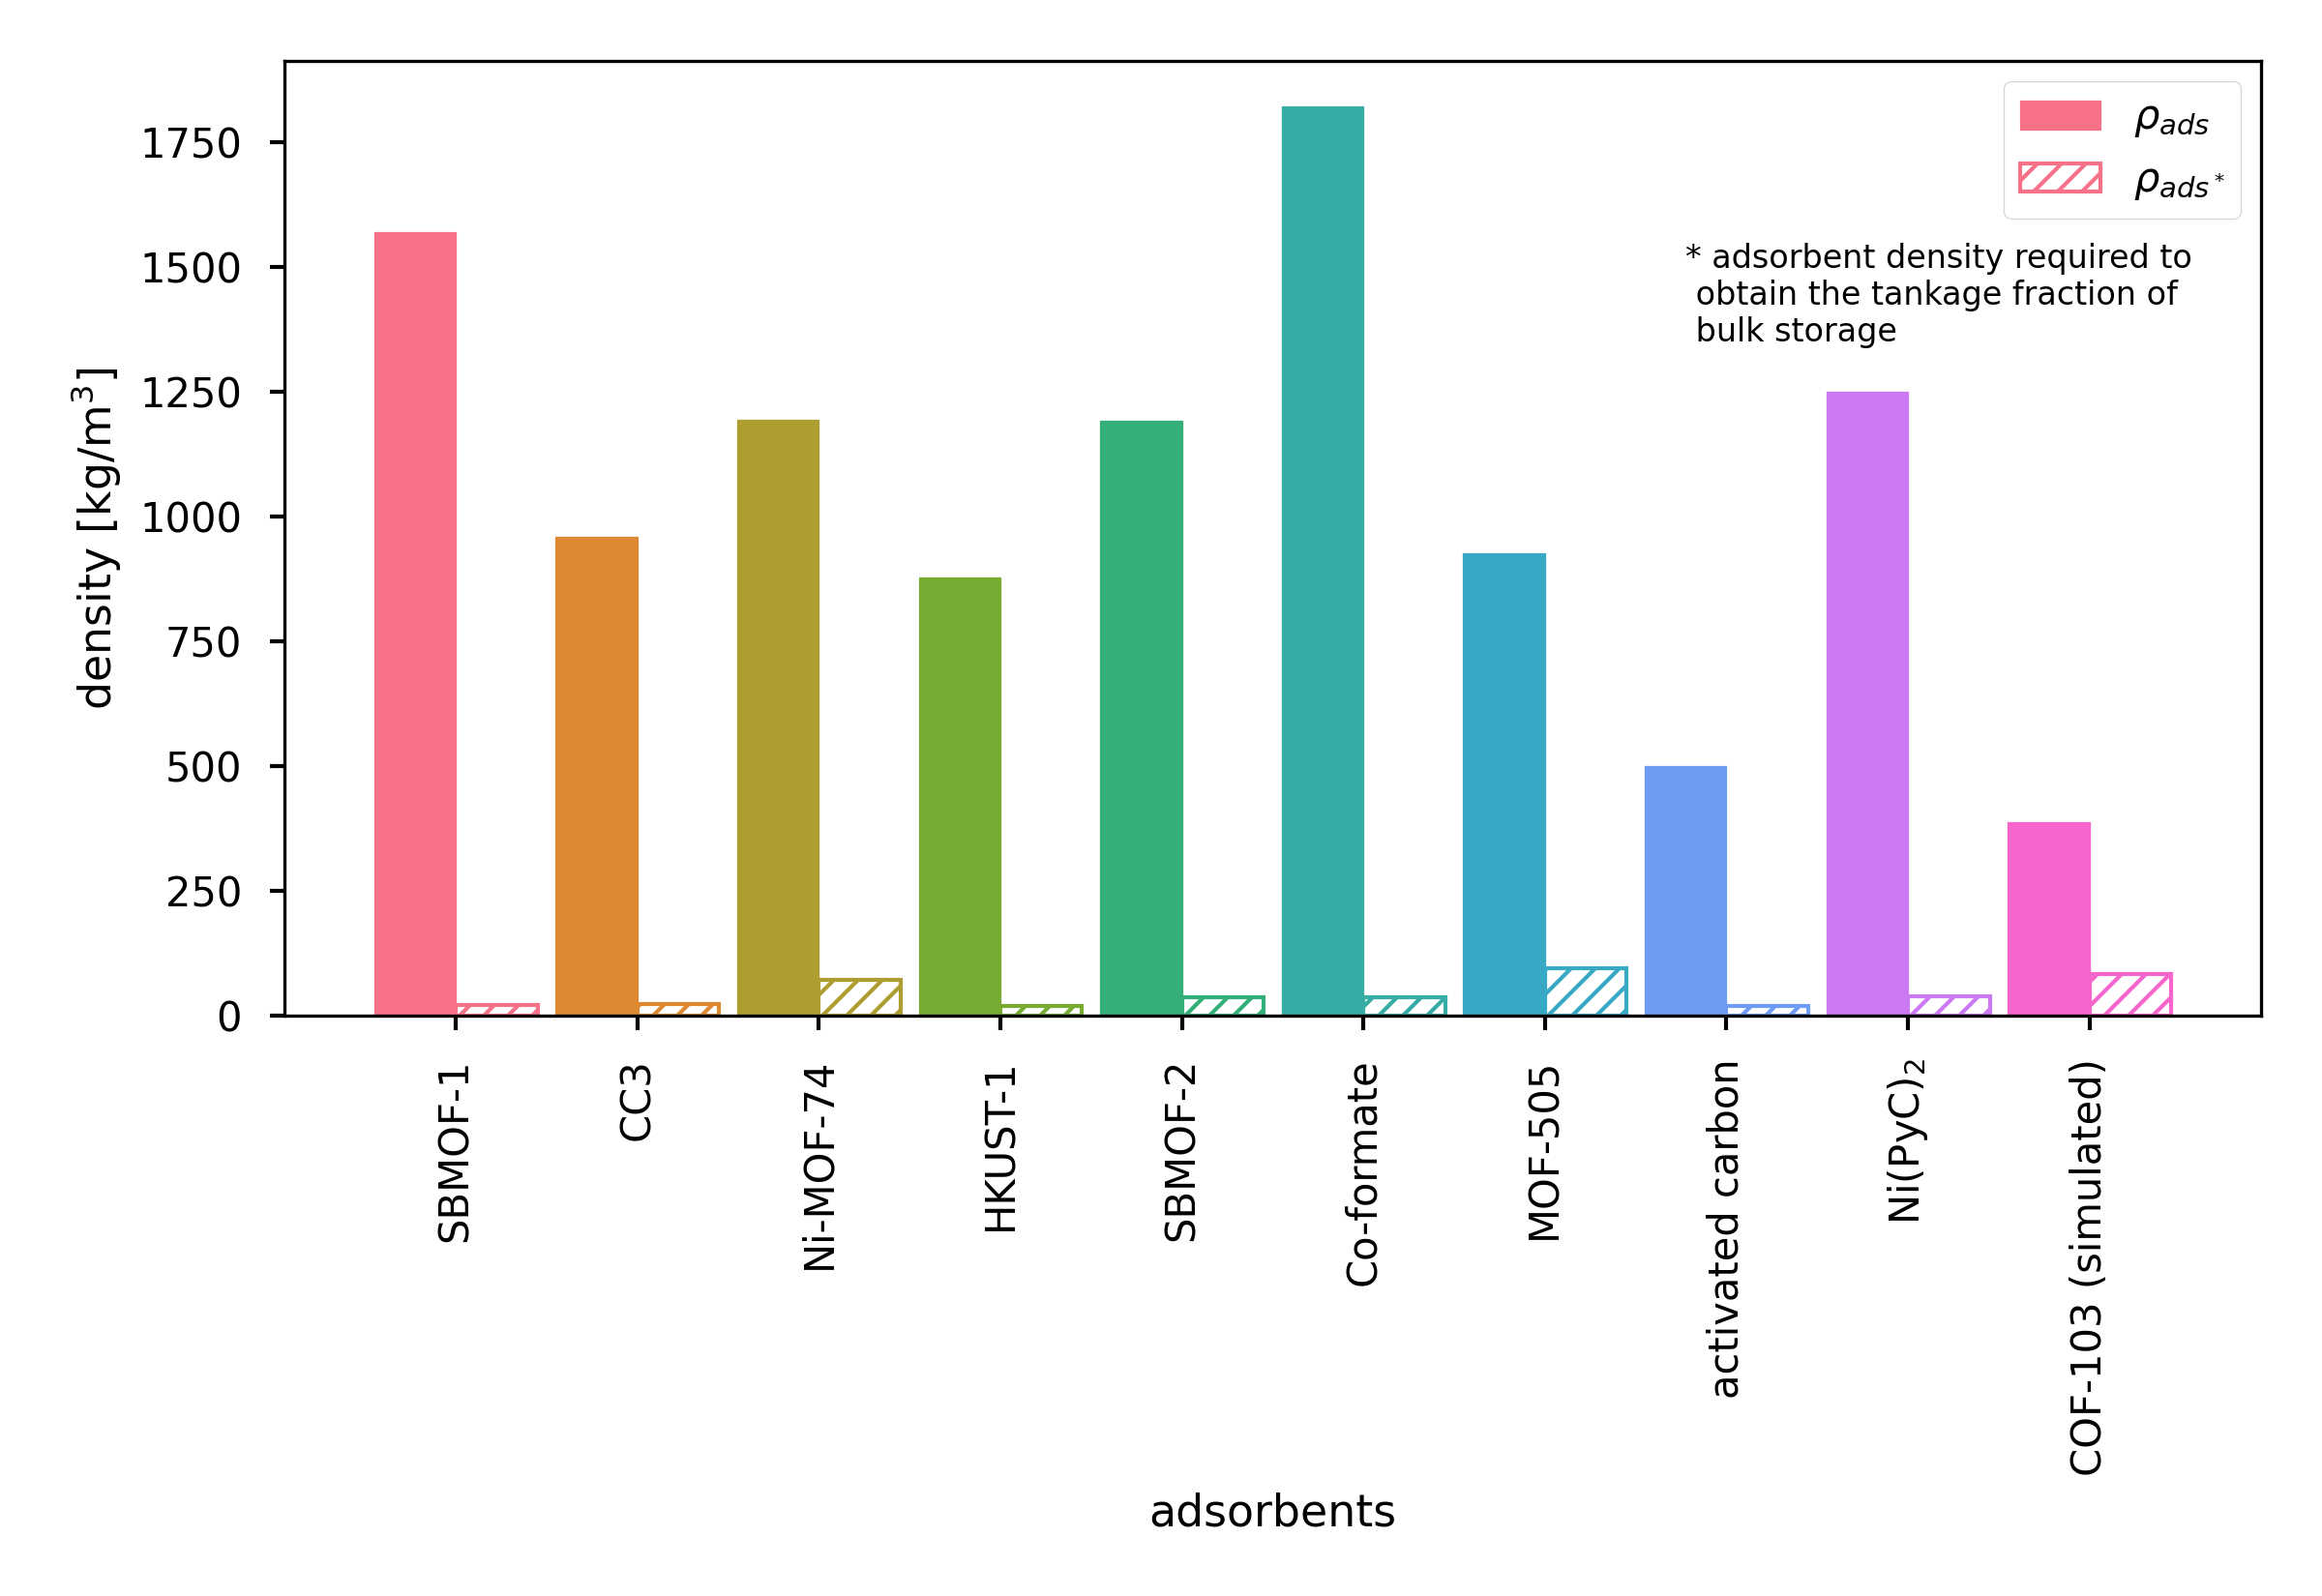 ρads
ρads*
* adsorbent density required to
obtain the tankage fraction of
bulk storage
density [kg/m³]
1750
1500
1250
1000
750
500
250
0
SBMOF-1
CC3
Ni-MOF-74
HKUST-1
SBMOF-2
Co-formate
MOF-505
activated carbon
Ni(PyC)₂
COF-103 (simulated)
adsorbents